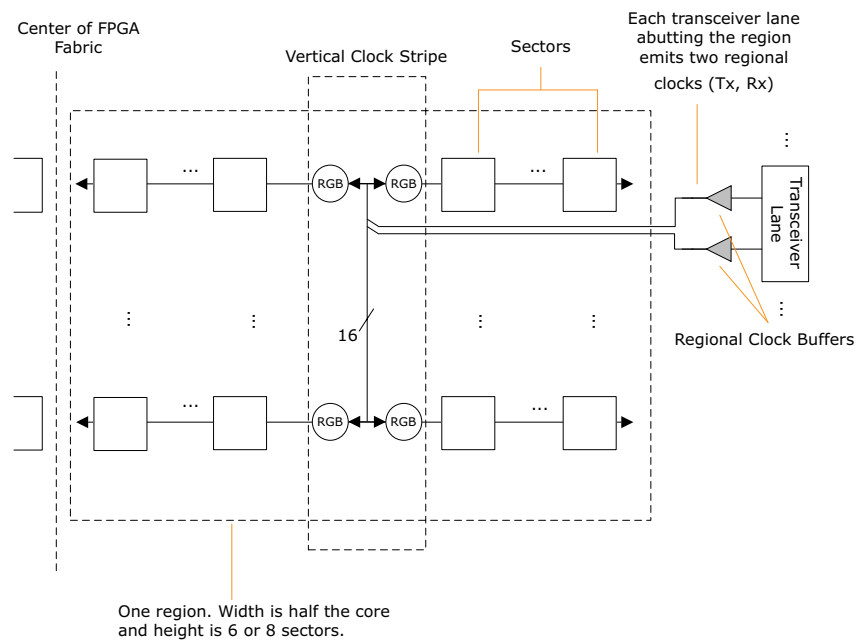 Center of FPGA
Fabric
Vertical Clock Stripe
Sectors
Each transceiver lane
abutting the region
emits two regional
clocks (Tx, Rx)
...
...
RGB
RGB
...
Transceiver
Lane
...
...
...
...
...
16
Regional Clock Buffers
...
RGB
RGB
...
One region. Width is half the core
and height is 6 or 8 sectors.